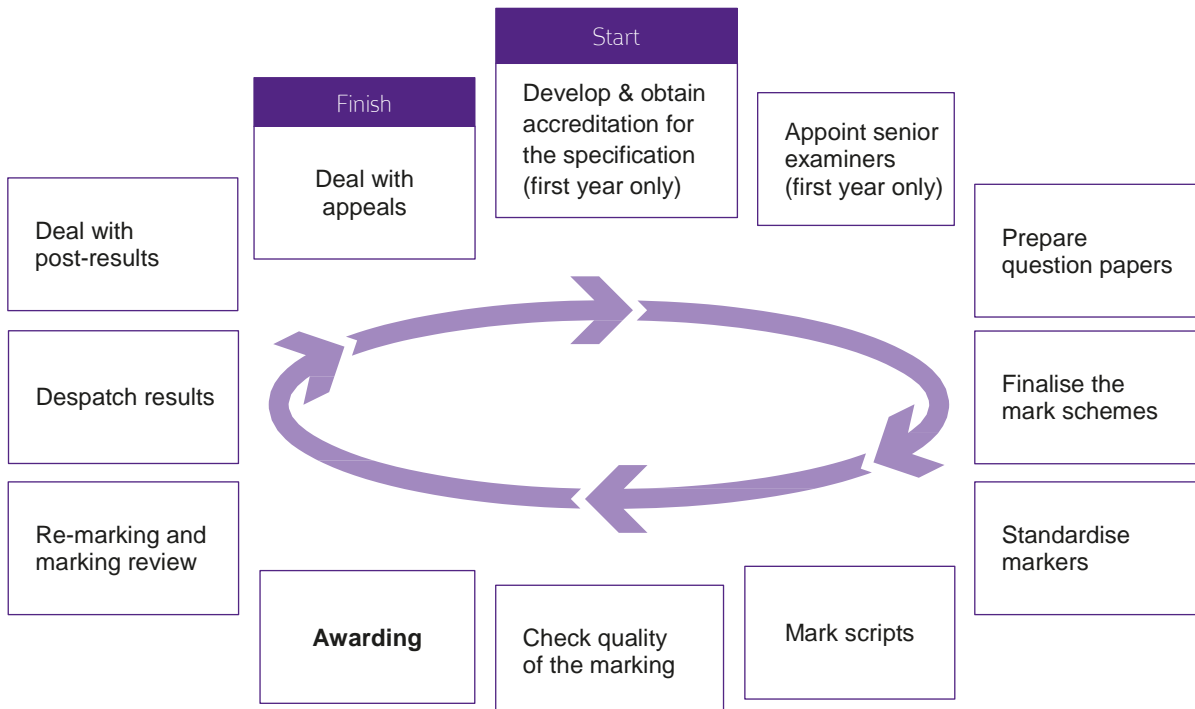 Start
Develop & obtain
accreditation for
the specification
(first year only)
Appoint senior
examiners
(first year only)
Prepare
question papers
Finalise the
mark schemes
Standardise
markers
Mark scripts
Check quality
of the marking
Awarding
Re-marking and
marking review
Despatch results
Deal with
post-results
Finish
Deal with
appeals